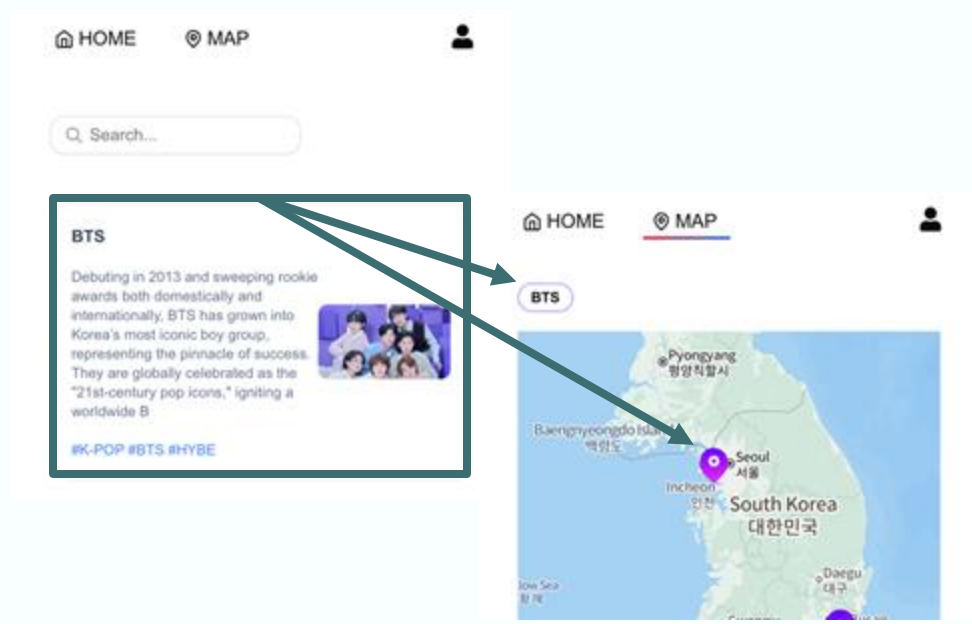 HOME
MAP
Search...
BTS
Debuting in 2013 and sweeping rookie
awards both domestically and
internationally, BTS has grown into
Korea's most iconic boy group,
representing the pinnacle of success.
They are globally celebrated as the
"21st-century pop icons," igniting a
worldwide B
#K-POP #BTS #HYBE
HOME
MAP
BTS
Pyongyang
평양직할시
Baengnyeongdo Island
백령도
Seoul
서울
Incheon
인천
South Korea
대한민국
Daegu
대구